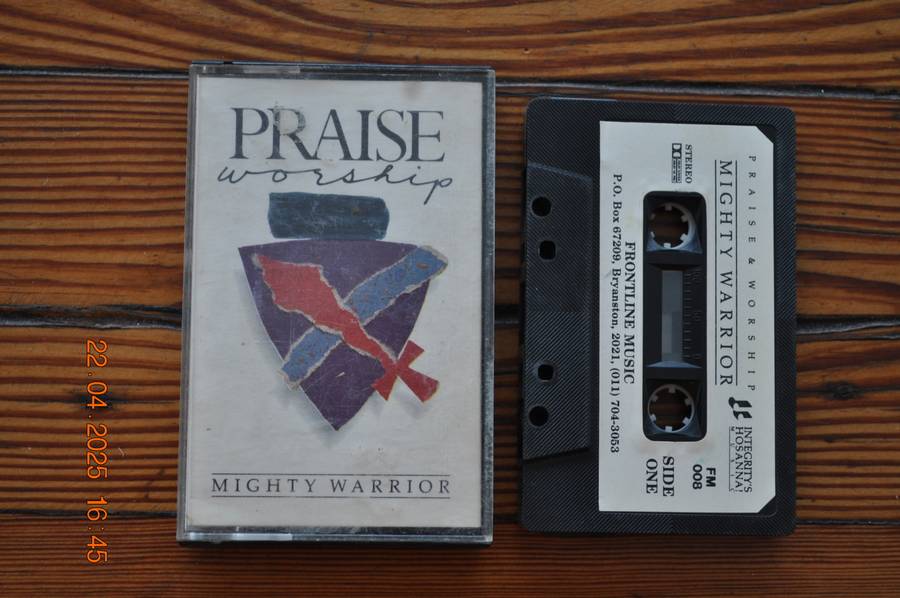 PRAISE
worship
MIGHTY WARRIOR
PRAISE & WORSHIP
MIGHTY WARRIOR
INTEGRITY'S
HOSANNA!
MUSIC
STEREO
FM
008
SIDE
ONE
FRONTLINE MUSIC
P.O. Box 67209, Bryanston, 2021, (011) 704-3053
22.04.2025 16:45